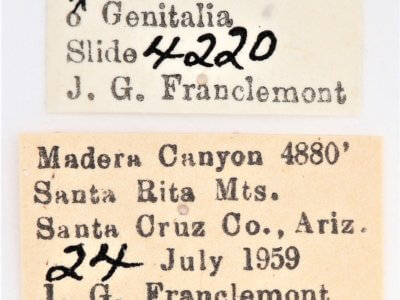 ♂ Genitalia
Slide 4220
J. G. Franclemont
Madera Canyon 4880'
Santa Rita Mts.
Santa Cruz Co., Ariz.
24 July 1959
J. G. Franclemont